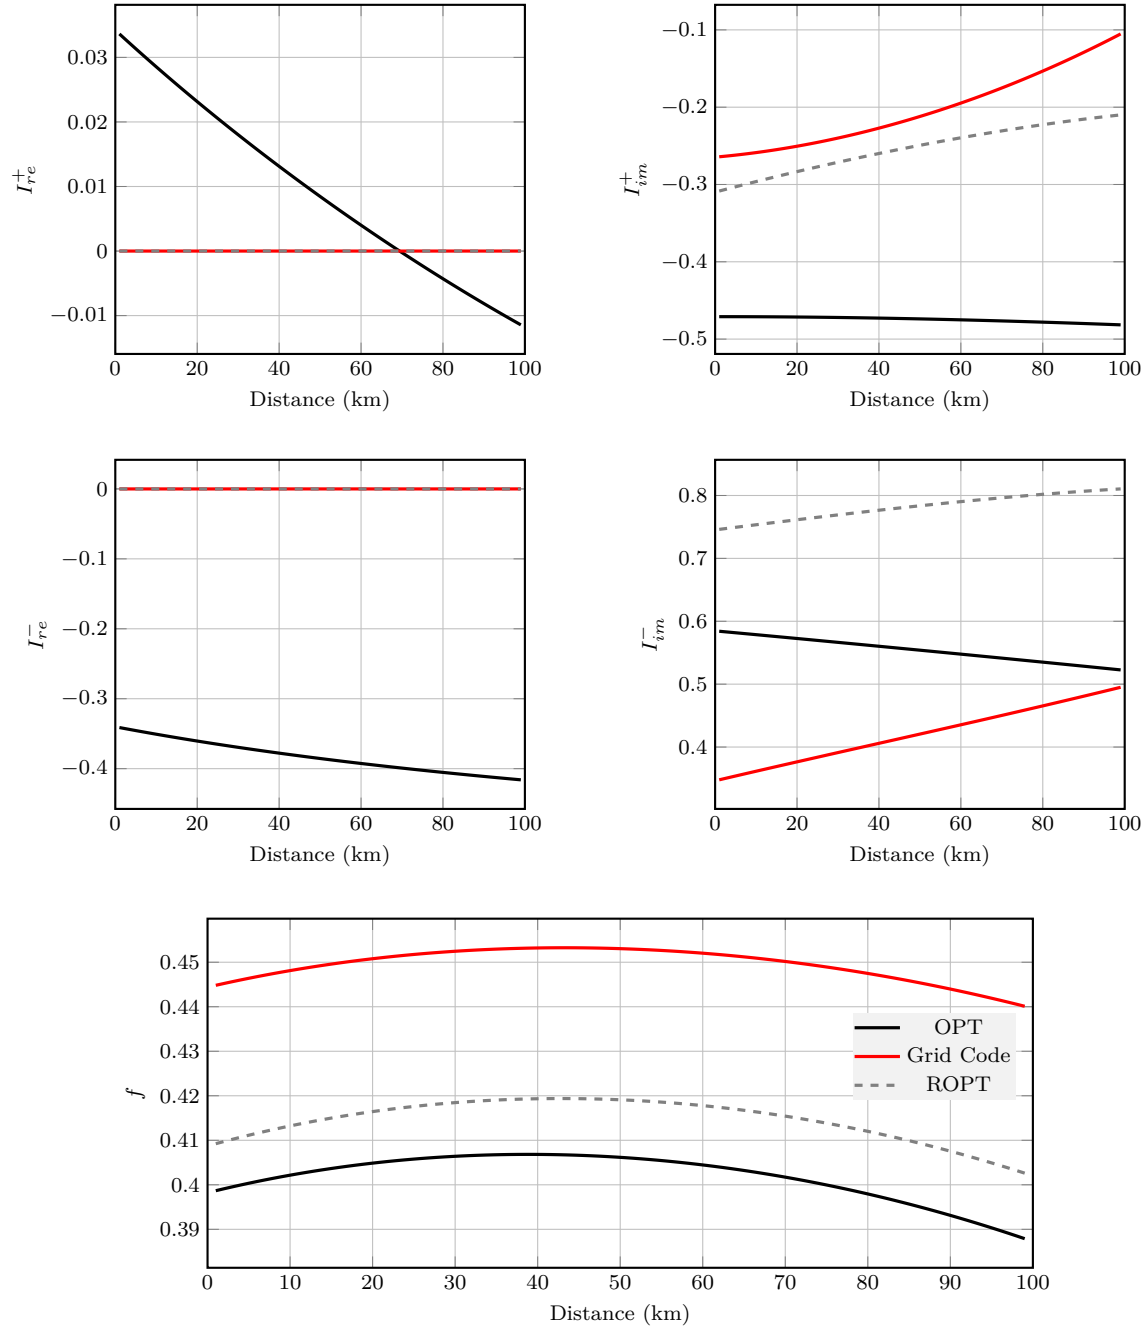 0.03
0.02
0.01
0
−0.01
I_{re}^{+}
0 20 40 60 80 100
Distance (km)
−0.1
−0.2
−0.3
−0.4
−0.5
I_{im}^{+}
0 20 40 60 80 100
Distance (km)
0
−0.1
−0.2
−0.3
−0.4
I_{re}^{−}
0 20 40 60 80 100
Distance (km)
0.8
0.7
0.6
0.5
0.4
I_{im}^{−}
0 20 40 60 80 100
Distance (km)
0.45
0.44
0.43
0.42
0.41
0.4
0.39
f
OPT
Grid Code
ROPT
0 10 20 30 40 50 60 70 80 90 100
Distance (km)